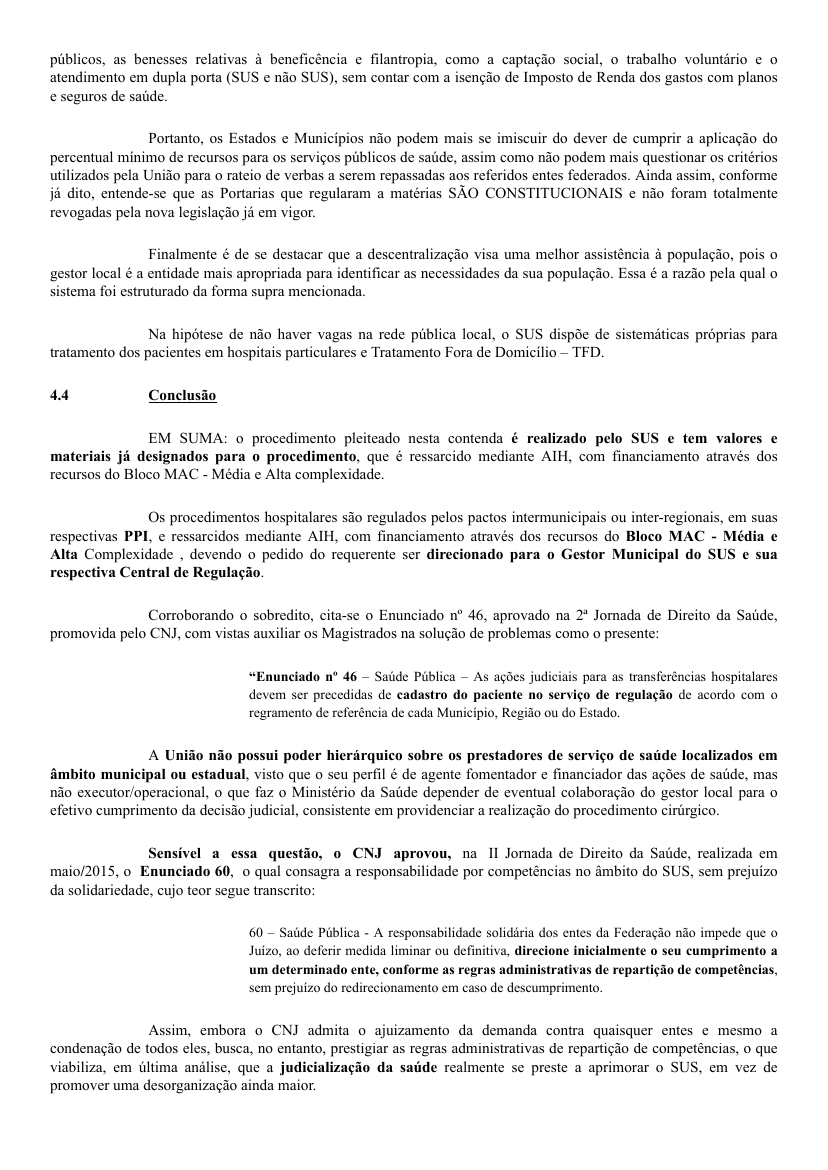 públicos, as benesses relativas à beneficência e filantropia, como a captação social, o trabalho voluntário e o
atendimento em dupla porta (SUS e não SUS), sem contar com a isenção de Imposto de Renda dos gastos com planos
e seguros de saúde.
Portanto, os Estados e Municípios não podem mais se imiscuir do dever de cumprir a aplicação do
percentual mínimo de recursos para os serviços públicos de saúde, assim como não podem mais questionar os critérios
utilizados pela União para o rateio de verbas a serem repassadas aos referidos entes federados. Ainda assim, conforme
já dito, entende-se que as Portarias que regularam a matérias SÃO CONSTITUCIONAIS e não foram totalmente
revogadas pela nova legislação já em vigor.
Finalmente é de se destacar que a descentralização visa uma melhor assistência à população, pois o
gestor local é a entidade mais apropriada para identificar as necessidades da sua população. Essa é a razão pela qual o
sistema foi estruturado da forma supra mencionada.
Na hipótese de não haver vagas na rede pública local, o SUS dispõe de sistemáticas próprias para
tratamento dos pacientes em hospitais particulares e Tratamento Fora de Domicílio – TFD.
4.4 Conclusão
EM SUMA: o procedimento pleiteado nesta contenda é realizado pelo SUS e tem valores e
materiais já designados para o procedimento, que é ressarcido mediante AIH, com financiamento através dos
recursos do Bloco MAC - Média e Alta complexidade.
Os procedimentos hospitalares são regulados pelos pactos intermunicipais ou inter-regionais, em suas
respectivas PPI, e ressarcidos mediante AIH, com financiamento através dos recursos do Bloco MAC - Média e
Alta Complexidade , devendo o pedido do requerente ser direcionado para o Gestor Municipal do SUS e sua
respectiva Central de Regulação.
Corroborando o sobredito, cita-se o Enunciado nº 46, aprovado na 2ª Jornada de Direito da Saúde,
promovida pelo CNJ, com vistas auxiliar os Magistrados na solução de problemas como o presente:
“Enunciado nº 46 – Saúde Pública – As ações judiciais para as transferências hospitalares
devem ser precedidas de cadastro do paciente no serviço de regulação de acordo com o
regramento de referência de cada Município, Região ou do Estado.
A União não possui poder hierárquico sobre os prestadores de serviço de saúde localizados em
âmbito municipal ou estadual, visto que o seu perfil é de agente fomentador e financiador das ações de saúde, mas
não executor/operacional, o que faz o Ministério da Saúde depender de eventual colaboração do gestor local para o
efetivo cumprimento da decisão judicial, consistente em providenciar a realização do procedimento cirúrgico.
Sensível a essa questão, o CNJ aprovou, na II Jornada de Direito da Saúde, realizada em
maio/2015, o Enunciado 60, o qual consagra a responsabilidade por competências no âmbito do SUS, sem prejuízo
da solidariedade, cujo teor segue transcrito:
60 – Saúde Pública - A responsabilidade solidária dos entes da Federação não impede que o
Juízo, ao deferir medida liminar ou definitiva, direcione inicialmente o seu cumprimento a
um determinado ente, conforme as regras administrativas de repartição de competências,
sem prejuízo do redirecionamento em caso de descumprimento.
Assim, embora o CNJ admita o ajuizamento da demanda contra quaisquer entes e mesmo a
condenação de todos eles, busca, no entanto, prestigiar as regras administrativas de repartição de competências, o que
viabiliza, em última análise, que a judicialização da saúde realmente se preste a aprimorar o SUS, em vez de
promover uma desorganização ainda maior.